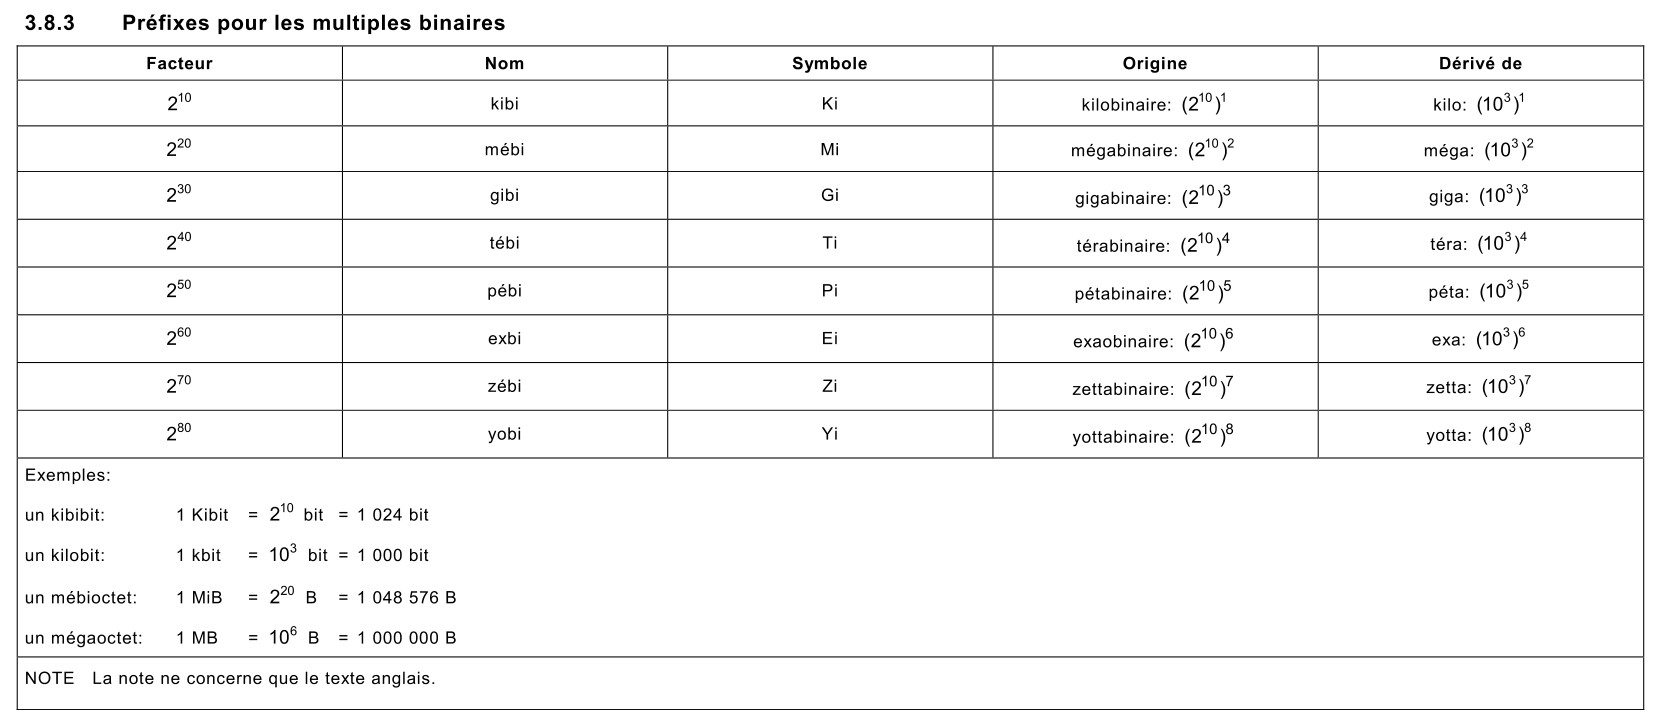 3.8.3 Préfixes pour les multiples binaires
Facteur Nom Symbole Origine Dérivé de
2^10 kibi Ki kilobinaire: (2^10)^1 kilo: (10^3)^1
2^20 mébi Mi mégabinaire: (2^10)^2 méga: (10^3)^2
2^30 gibi Gi gigabinaire: (2^10)^3 giga: (10^3)^3
2^40 tébi Ti térabinaire: (2^10)^4 téra: (10^3)^4
2^50 pébi Pi pétabinaire: (2^10)^5 péta: (10^3)^5
2^60 exbi Ei exaobinaire: (2^10)^6 exa: (10^3)^6
2^70 zébi Zi zettabinaire: (2^10)^7 zetta: (10^3)^7
2^80 yobi Yi yottabinaire: (2^10)^8 yotta: (10^3)^8
Exemples:
un kibibit: 1 Kibit = 2^10 bit = 1 024 bit
un kilobit: 1 kbit = 10^3 bit = 1 000 bit
un mébioctet: 1 MiB = 2^20 B = 1 048 576 B
un mégaoctet: 1 MB = 10^6 B = 1 000 000 B
NOTE La note ne concerne que le texte anglais.